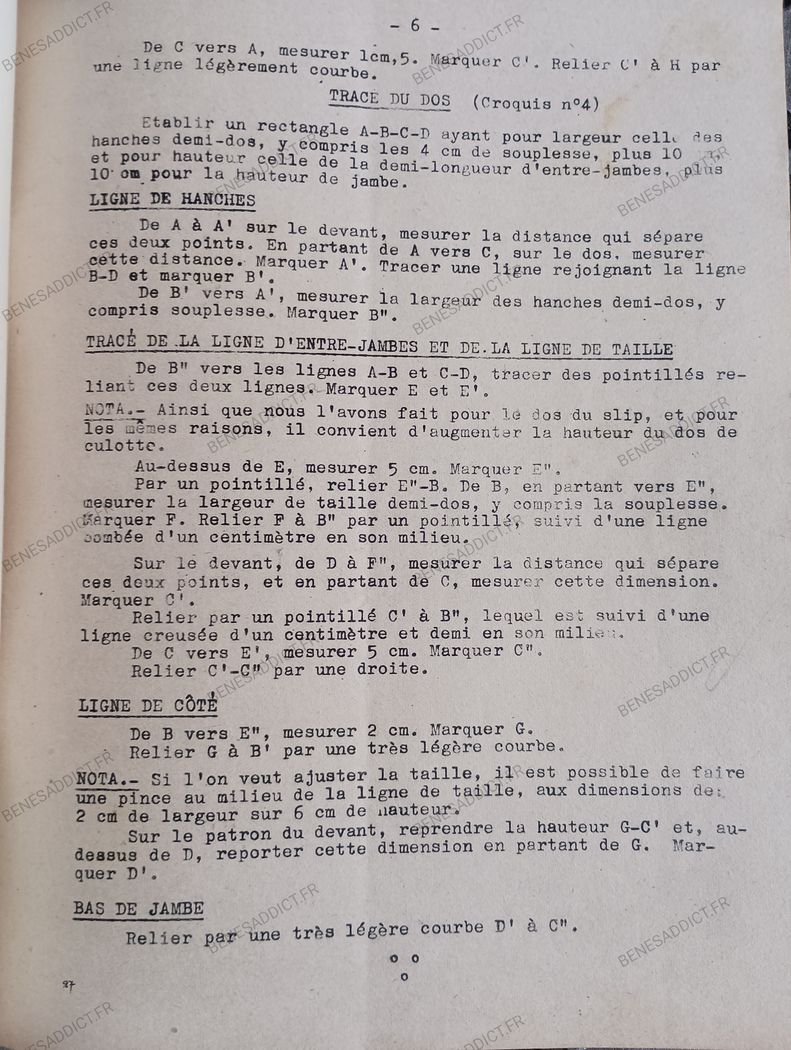 - 6 -
De C vers A, mesurer 1cm,5. Marquer C'. Relier C' à H par
une ligne légèrement courbe.
TRACE DU DOS (Croquis n°4)
Etablir un rectangle A-B-C-D ayant pour largeur celle des
hanches demi-dos, y compris les 4 cm de souplesse, plus 10
et pour hauteur celle de la demi-longueur d'entre-jambes, plus
10 cm pour la hauteur de jambe.
LIGNE DE HANCHES
De A à A' sur le devant, mesurer la distance qui sépare
ces deux points. En partant de A vers C, sur le dos, mesurer
cette distance. Marquer A'. Tracer une ligne rejoignant la ligne
B-D et marquer B'.
De B' vers A', mesurer la largeur des hanches demi-dos, y
compris souplesse. Marquer B".
TRACÉ DE LA LIGNE D'ENTRE-JAMBES ET DE LA LIGNE DE TAILLE
De B" vers les lignes A-B et C-D, tracer des pointillés re-
liant ces deux lignes. Marquer E et E'.
NOTA.- Ainsi que nous l'avons fait pour le dos du slip, et pour
les mêmes raisons, il convient d'augmenter la hauteur du dos de
culotte.
Au-dessus de E, mesurer 5 cm. Marquer E".
Par un pointillé, relier E"-B. De B, en partant vers E",
mesurer la largeur de taille demi-dos, y compris la souplesse.
Marquer F. Relier F à B" par un pointillé, suivi d'une ligne
bombée d'un centimètre en son milieu.
Sur le devant, de D à F", mesurer la distance qui sépare
ces deux points, et en partant de C, mesurer cette dimension.
Marquer C'.
Relier par un pointillé C' à B", lequel est suivi d'une
ligne creusée d'un centimètre et demi en son milieu.
De C vers E', mesurer 5 cm. Marquer C".
Relier C'-C" par une droite.
LIGNE DE CÔTÉ
De B vers E", mesurer 2 cm. Marquer G.
Relier G à B' par une très légère courbe.
NOTA.- Si l'on veut ajuster la taille, il est possible de faire
une pince au milieu de la ligne de taille, aux dimensions de:
2 cm de largeur sur 6 cm de hauteur.
Sur le patron du devant, reprendre la hauteur G-C' et, au-
dessus de D, reporter cette dimension en partant de G. Mar-
quer D'.
BAS DE JAMBE
Relier par une très légère courbe D' à C".
o o
o
27
BENESADDICT.FR